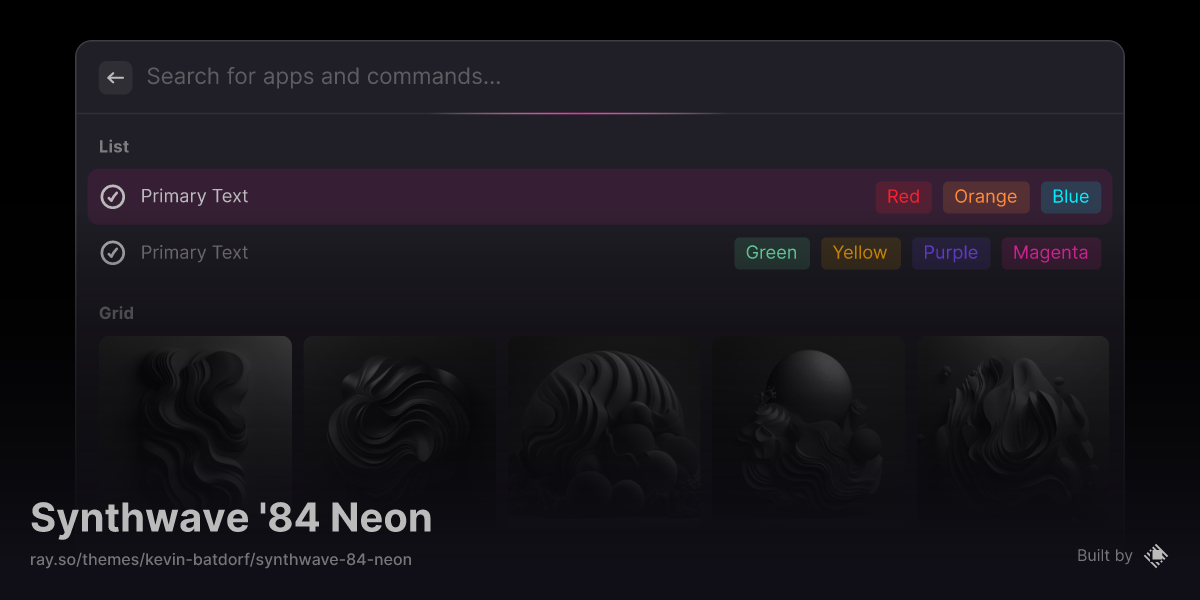 Search for apps and commands...
List
Primary Text Red Orange Blue
Primary Text Green Yellow Purple Magenta
Grid
Synthwave '84 Neon
ray.so/themes/kevin-batdorf/synthwave-84-neon
Built by